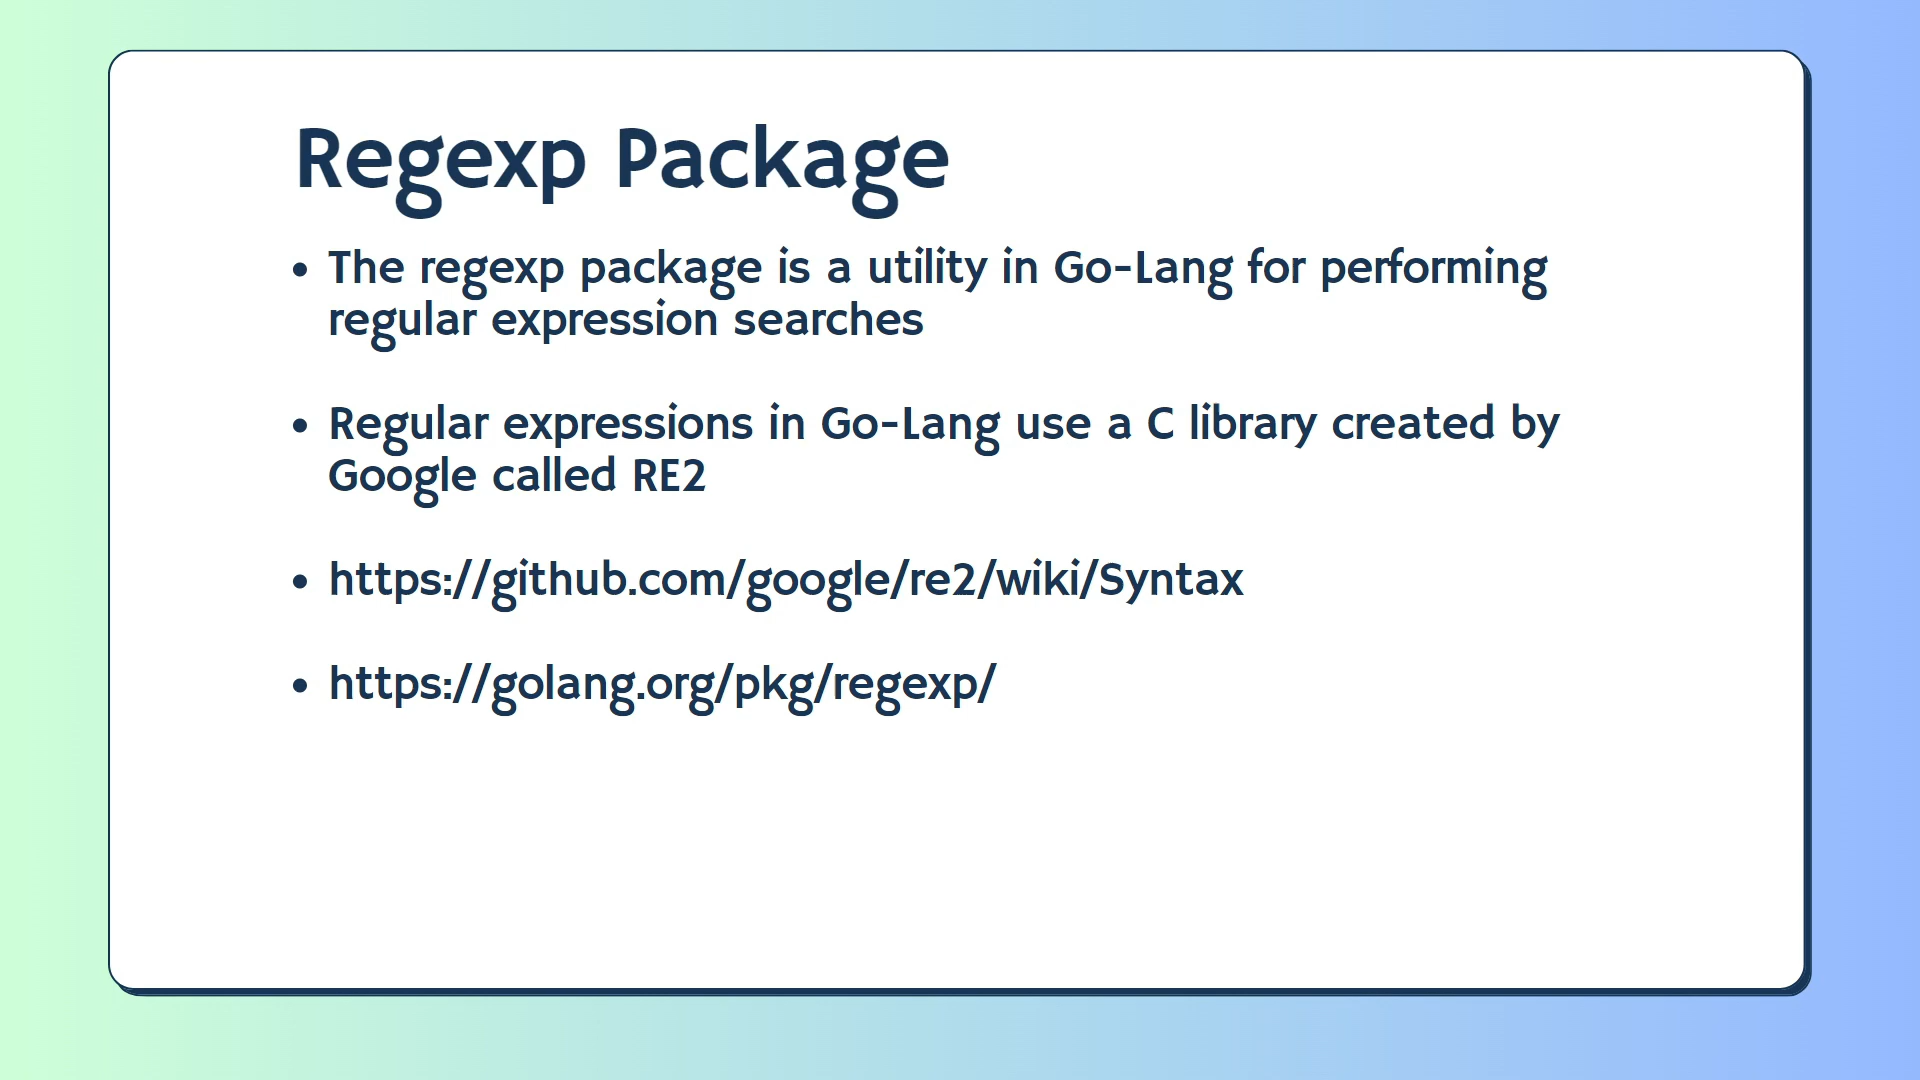 Regexp Package
• The regexp package is a utility in Go-Lang for performing
regular expression searches
• Regular expressions in Go-Lang use a C library created by
Google called RE2
• https://github.com/google/re2/wiki/Syntax
• https://golang.org/pkg/regexp/